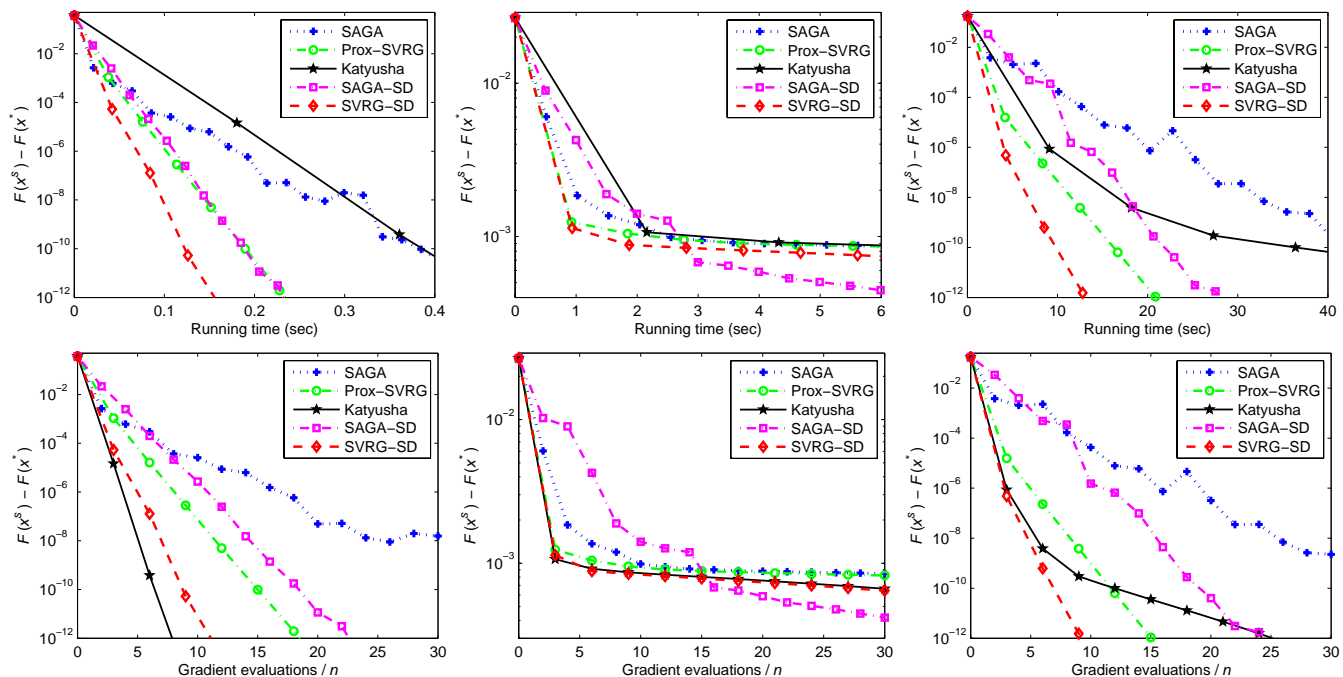 10^-2
10^-4
10^-6
10^-8
10^-10
10^-12
F(x^S) − F(x^*)
0
0.1
0.2
0.3
0.4
Running time (sec)
SAGA
Prox−SVRG
Katyusha
SAGA−SD
SVRG−SD
10^-2
10^-3
F(x^S) − F(x^*)
0
1
2
3
4
5
6
Running time (sec)
SAGA
Prox−SVRG
Katyusha
SAGA−SD
SVRG−SD
10^-2
10^-4
10^-6
10^-8
10^-10
10^-12
F(x^S) − F(x^*)
0
10
20
30
40
Running time (sec)
SAGA
Prox−SVRG
Katyusha
SAGA−SD
SVRG−SD
10^-2
10^-4
10^-6
10^-8
10^-10
10^-12
F(x^S) − F(x^*)
0
5
10
15
20
25
30
Gradient evaluations / n
SAGA
Prox−SVRG
Katyusha
SAGA−SD
SVRG−SD
10^-2
10^-3
F(x^S) − F(x^*)
0
5
10
15
20
25
30
Gradient evaluations / n
SAGA
Prox−SVRG
Katyusha
SAGA−SD
SVRG−SD
10^-2
10^-4
10^-6
10^-8
10^-10
10^-12
F(x^S) − F(x^*)
0
5
10
15
20
25
30
Gradient evaluations / n
SAGA
Prox−SVRG
Katyusha
SAGA−SD
SVRG−SD